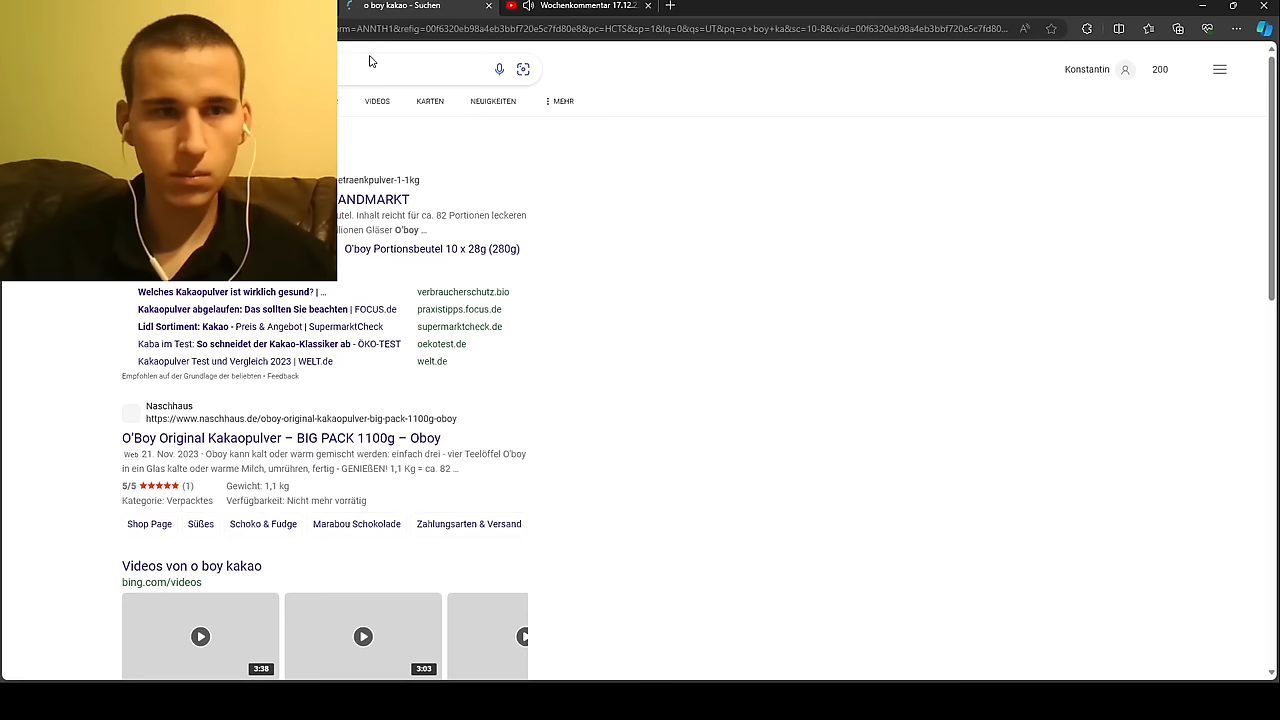 o boy kakao - Suchen
Wochenkommentar 17.12.2
orm=ANNTH1&refig=00f6320eb98a4eb3bbf720e5c7fd80e8&pc=HCTS&sp=1&lq=0&qs=UT&pq=o+boy+ka&sc=10-8&cvid=00f6320eb98a4eb3bbf720e5c7fd80...
Konstantin 200
VIDEOS KARTEN NEUIGKEITEN MEHR
etraenkpulver-1-1kg
ANDMARKT
utel. Inhalt reicht für ca. 82 Portionen leckeren
lionen Gläser O'boy ...
O'boy Portionsbeutel 10 x 28g (280g)
Welches Kakaopulver ist wirklich gesund? | ... verbraucherschutz.bio
Kakaopulver abgelaufen: Das sollten Sie beachten | FOCUS.de praxistipps.focus.de
Lidl Sortiment: Kakao - Preis & Angebot | SupermarktCheck supermarktcheck.de
Kaba im Test: So schneidet der Kakao-Klassiker ab - ÖKO-TEST oekotest.de
Kakaopulver Test und Vergleich 2023 | WELT.de welt.de
Empfohlen auf der Grundlage der beliebten • Feedback
Naschhaus
https://www.naschhaus.de/oboy-original-kakaopulver-big-pack-1100g-oboy
O'Boy Original Kakaopulver – BIG PACK 1100g – Oboy
Web 21. Nov. 2023 · Oboy kann kalt oder warm gemischt werden: einfach drei - vier Teelöffel O'boy
in ein Glas kalte oder warme Milch, umrühren, fertig - GENIEßEN! 1,1 Kg = ca. 82 ...
5/5 (1) Gewicht: 1,1 kg
Kategorie: Verpacktes Verfügbarkeit: Nicht mehr vorrätig
Shop Page Süßes Schoko & Fudge Marabou Schokolade Zahlungsarten & Versand
Videos von o boy kakao
bing.com/videos
3:38 3:03